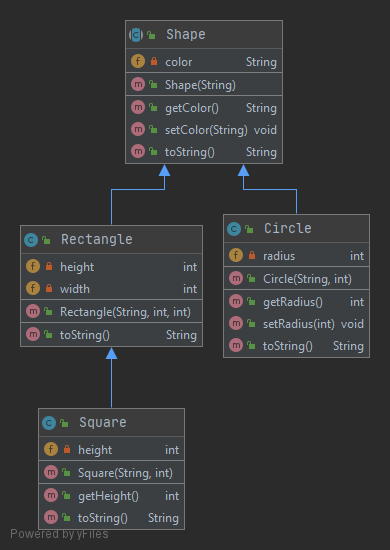 Shape
color String
Shape(String)
getColor() String
setColor(String) void
toString() String
Rectangle
height int
width int
Rectangle(String, int, int)
toString() String
Circle
radius int
Circle(String, int)
getRadius() int
setRadius(int) void
toString() String
Square
height int
Square(String, int)
getHeight() int
toString() String
Powered by yFiles